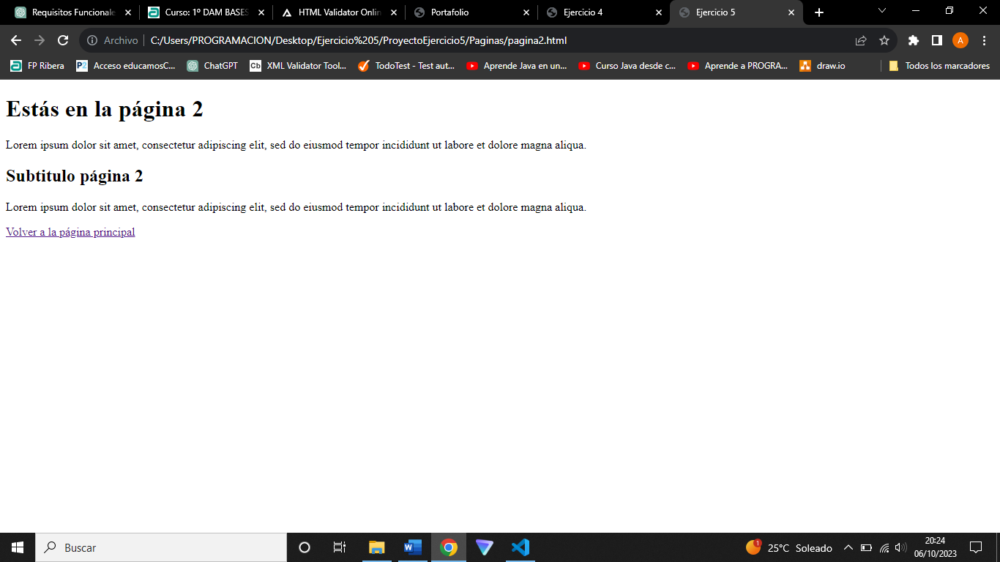 Requisitos Funcionale
Curso: 1º DAM BASES
HTML Validator Onlin
Portafolio
Ejercicio 4
Ejercicio 5
Archivo
C:/Users/PROGRAMACION/Desktop/Ejercicio%205/ProyectoEjercicio5/Paginas/pagina2.html
A
FP Ribera
P2 Acceso educamosC...
ChatGPT
Cb XML Validator Tool...
TodoTest - Test aut...
Aprende Java en un...
Curso Java desde c...
Aprende a PROGRA...
draw.io
Todos los marcadores
Estás en la página 2
Lorem ipsum dolor sit amet, consectetur adipiscing elit, sed do eiusmod tempor incididunt ut labore et dolore magna aliqua.
Subtitulo página 2
Lorem ipsum dolor sit amet, consectetur adipiscing elit, sed do eiusmod tempor incididunt ut labore et dolore magna aliqua.
Volver a la página principal
Buscar
1
25°C Soleado
20:24
06/10/2023